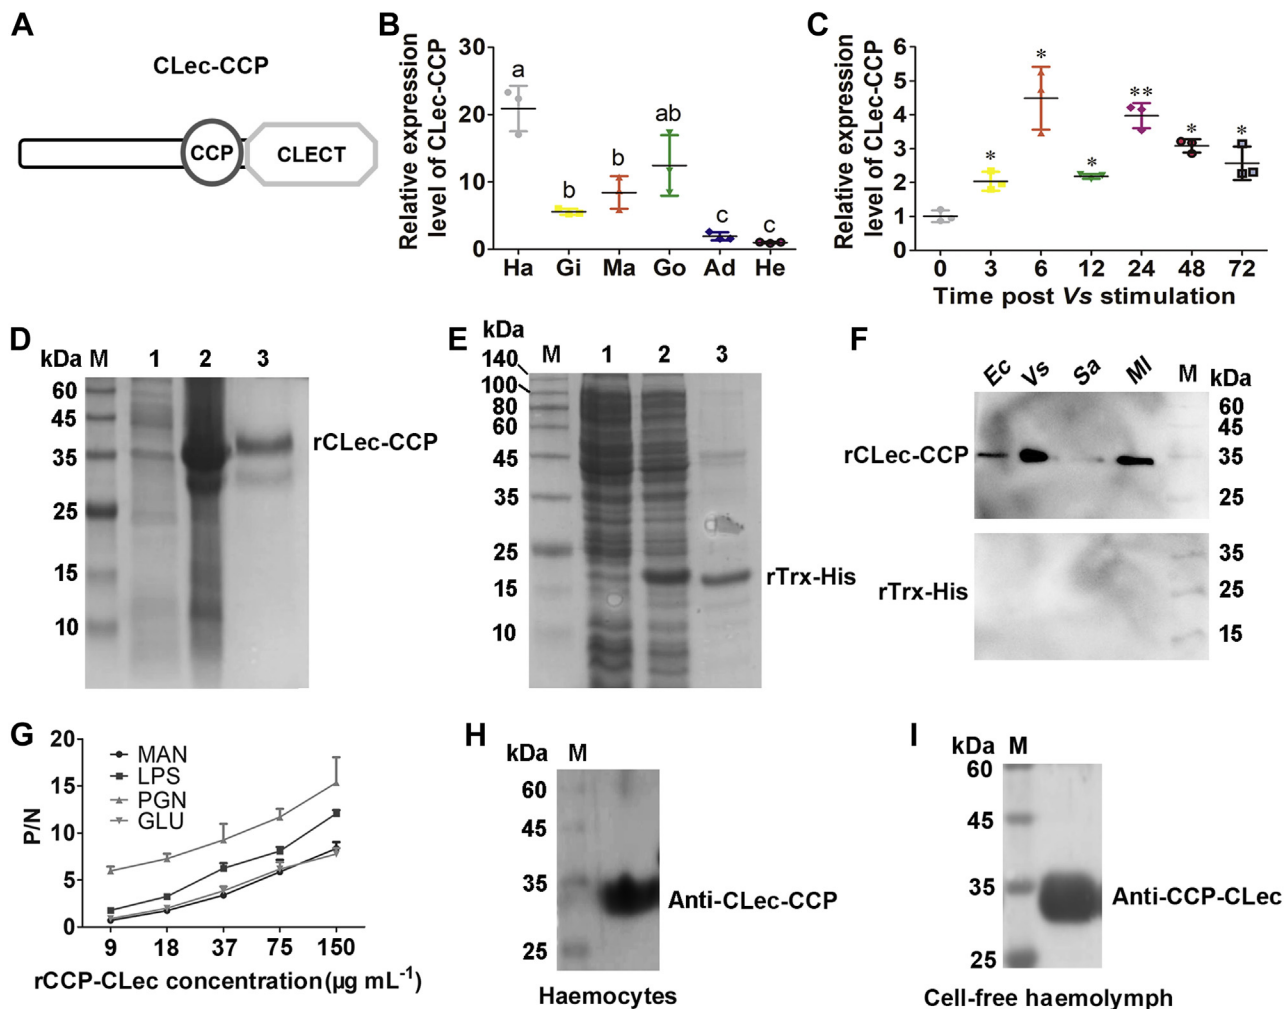 A
CLec-CCP
CCP
CLECT
B
Relative expression
level of CLec-CCP
30
20
10
0
a
b
b
ab
c
c
Ha Gi Ma Go Ad He
C
Relative expression
level of CLec-CCP
6
5
4
3
2
1
0
*
*
*
**
*
*
0 3 6 12 24 48 72
Time post Vs stimulation
D
kDa M 1 2 3
60
45
35
25
15
10
rCLec-CCP
E
kDa
M 1 2 3
140
100
80
60
45
35
25
15
10
rTrx-His
F
Ec Vs Sa Ml M kDa
60
45
35
25
rCLec-CCP
35
25
15
rTrx-His
G
P/N
20
15
10
5
0
MAN
LPS
PGN
GLU
9 18 37 75 150
rCCP-CLec concentration(μg mL⁻¹)
H
kDa M
60
45
35
25
Anti-CLec-CCP
Haemocytes
I
kDa M
60
45
35
25
Anti-CCP-CLec
Cell-free haemolymph